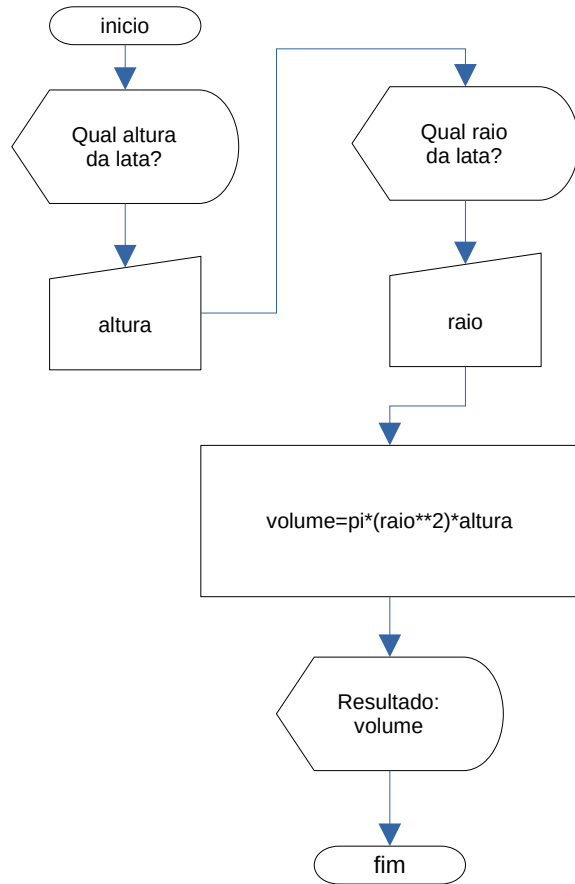 inicio
Qual altura
da lata?
altura
Qual raio
da lata?
raio
volume=pi*(raio**2)*altura
Resultado:
volume
fim